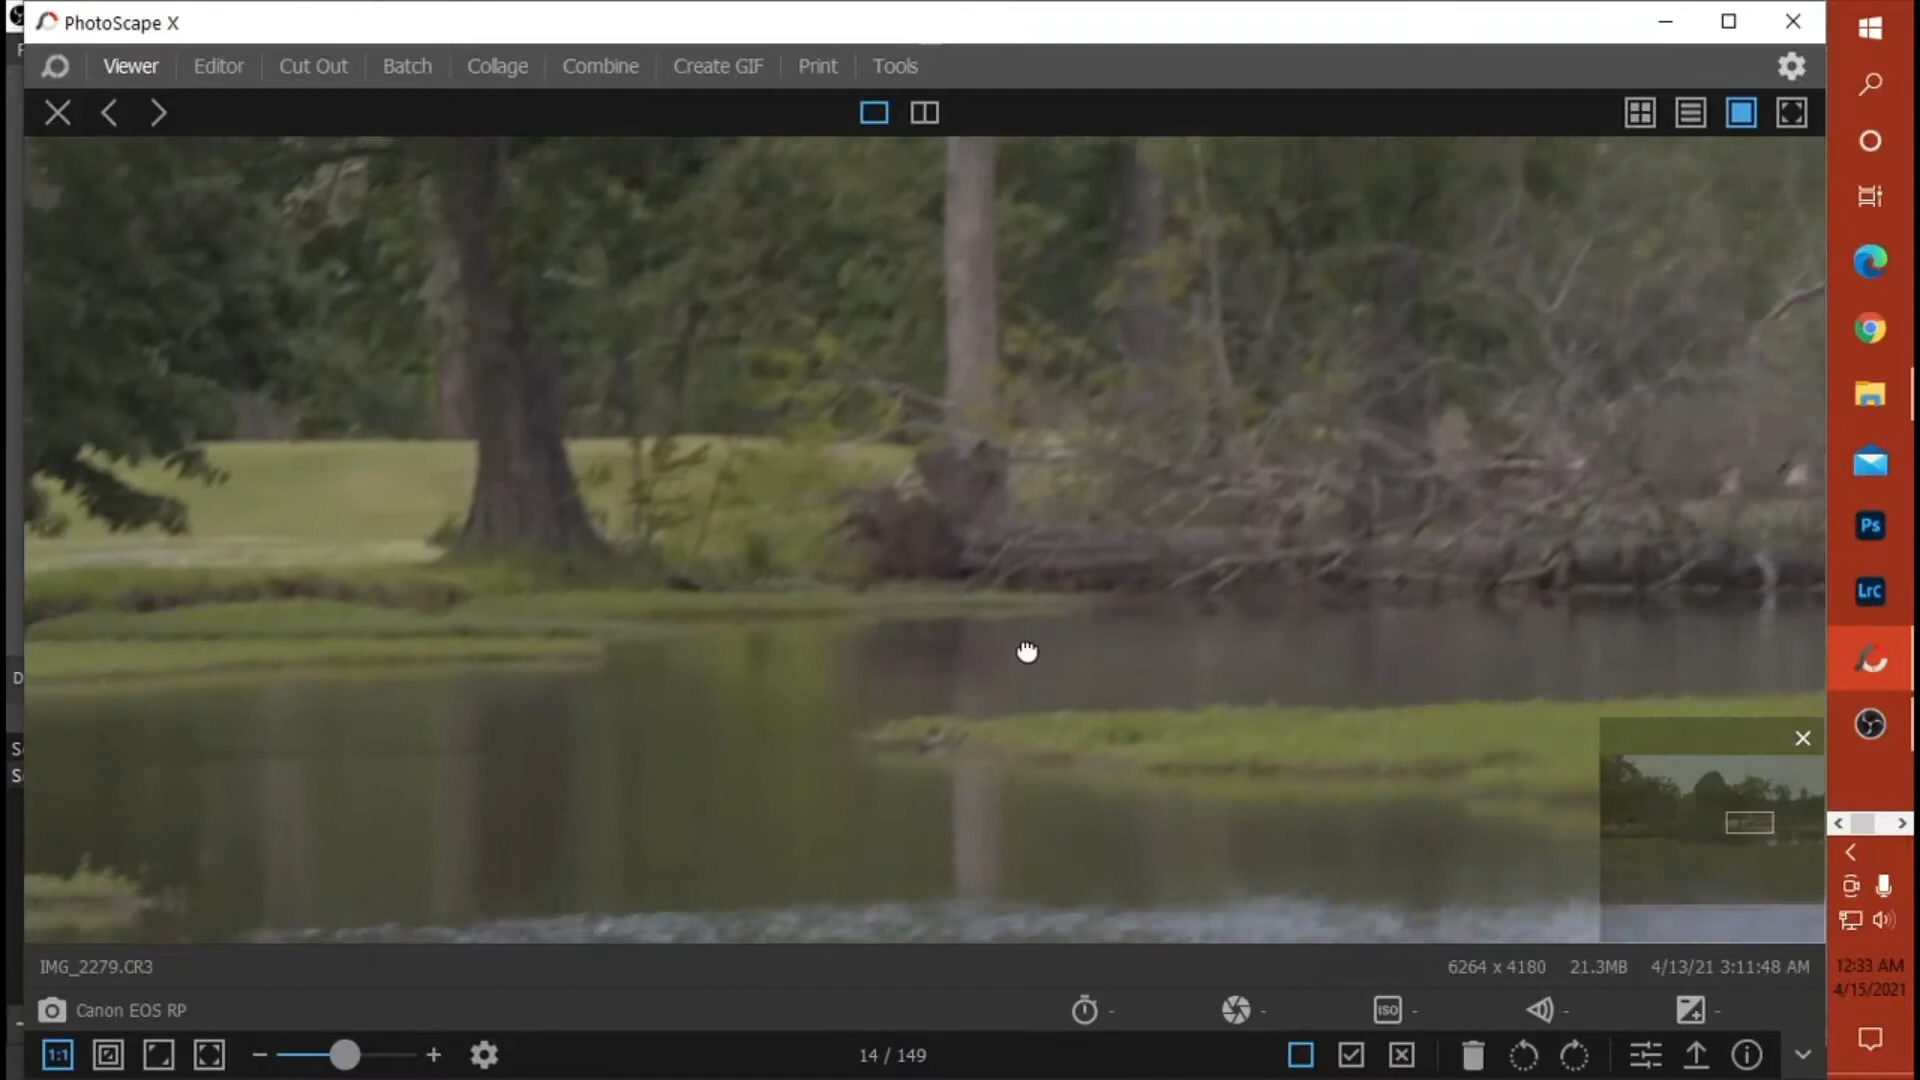 PhotoScape X
Viewer Editor Cut Out Batch Collage Combine Create GIF Print Tools
Ps
Lrc
D
S
S
IMG_2279.CR3 6264 x 4180 21.3MB 4/13/21 3:11:48 AM
Canon EOS RP - - ISO - - -
1:1 14 / 149
12:33 AM
4/15/2021